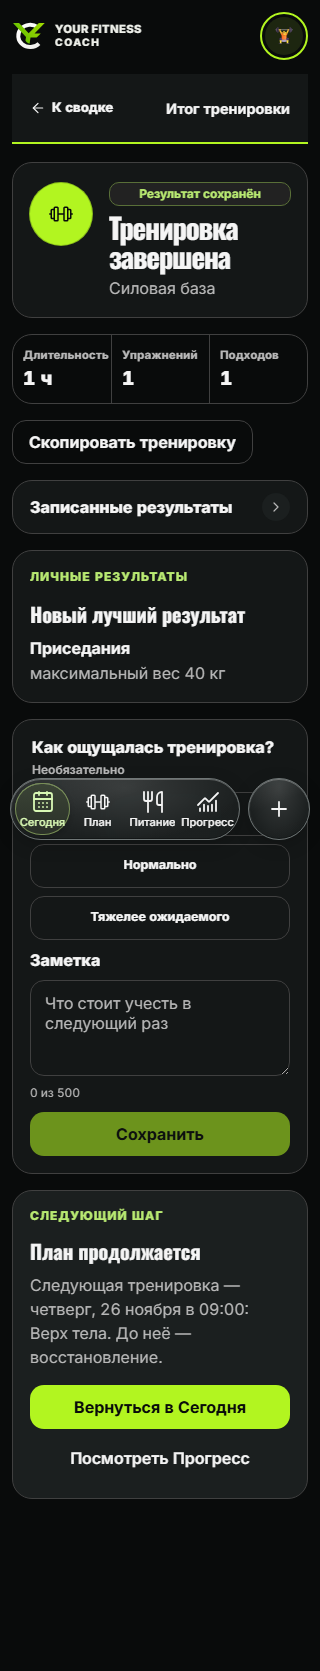 YOUR FITNESS
COACH
К сводке
Итог тренировки
Результат сохранён
Тренировка
завершена
Силовая база
Длительность
Упражнений
Подходов
1 ч
1
1
Скопировать тренировку
Записанные результаты
ЛИЧНЫЕ РЕЗУЛЬТАТЫ
Новый лучший результат
Приседания
максимальный вес 40 кг
Как ощущалась тренировка?
Необязательно
Сегодня
План
Питание
Прогресс
Нормально
Тяжелее ожидаемого
Заметка
Что стоит учесть в
следующий раз
0 из 500
Сохранить
СЛЕДУЮЩИЙ ШАГ
План продолжается
Следующая тренировка —
четверг, 26 ноября в 09:00:
Верх тела. До неё —
восстановление.
Вернуться в Сегодня
Посмотреть Прогресс